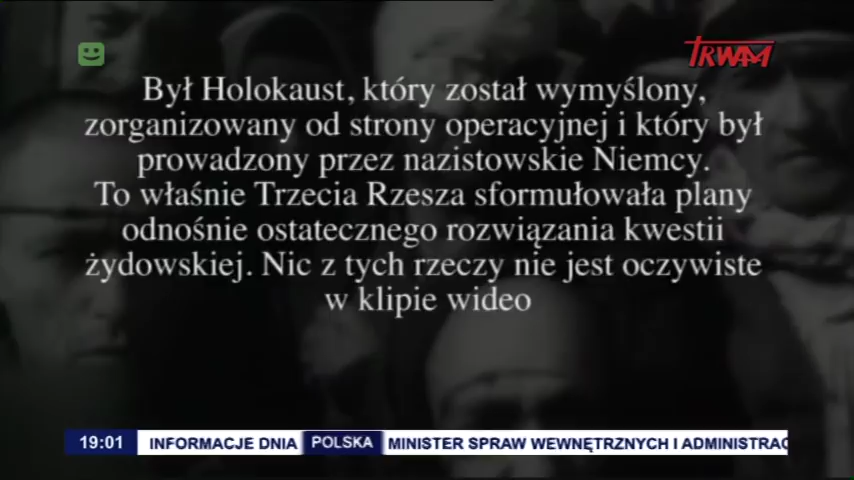 TRWAM
Był Holokaust, który został wymyślony,
zorganizowany od strony operacyjnej i który był
prowadzony przez nazistowskie Niemcy.
To właśnie Trzecia Rzesza sformułowała plany
odnośnie ostatecznego rozwiązania kwestii
żydowskiej. Nic z tych rzeczy nie jest oczywiste
w klipie wideo
19:01 INFORMACJE DNIA POLSKA MINISTER SPRAW WEWNĘTRZNYCH I ADMINISTRAC